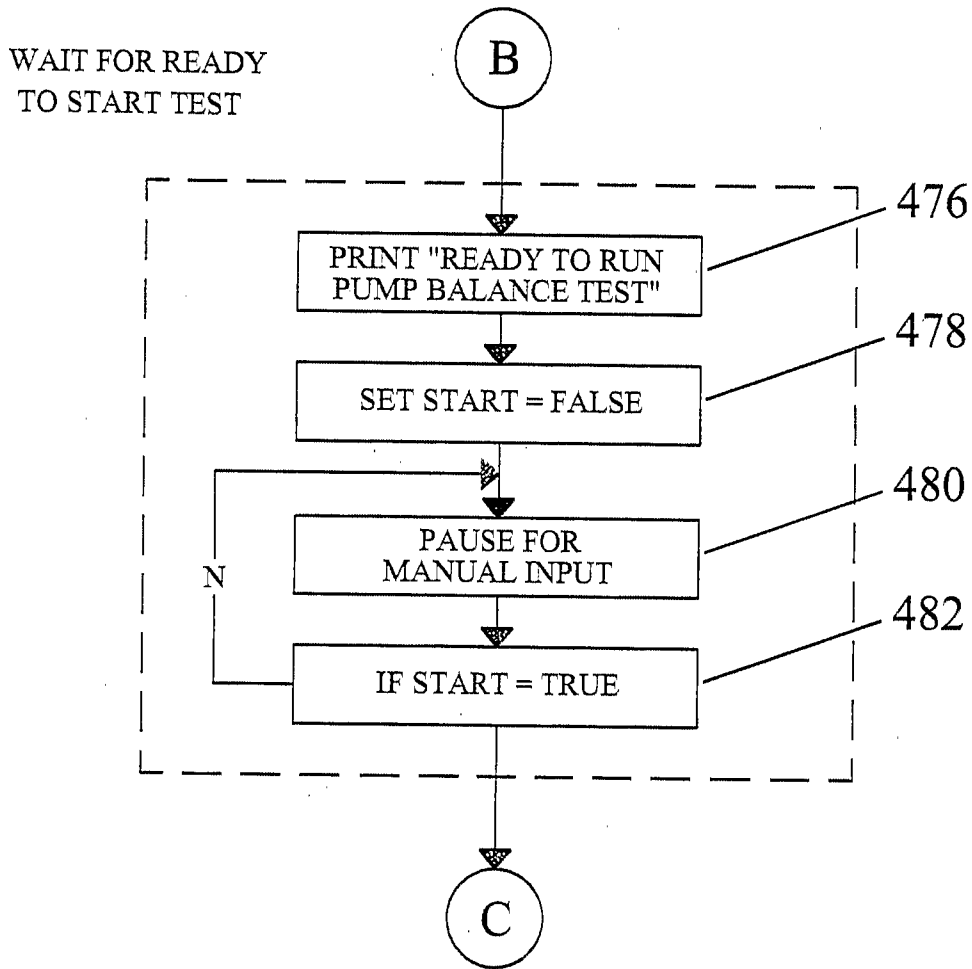 WAIT FOR READY
TO START TEST
B
476
PRINT "READY TO RUN
PUMP BALANCE TEST"
478
SET START = FALSE
480
PAUSE FOR
MANUAL INPUT
N
482
IF START = TRUE
C